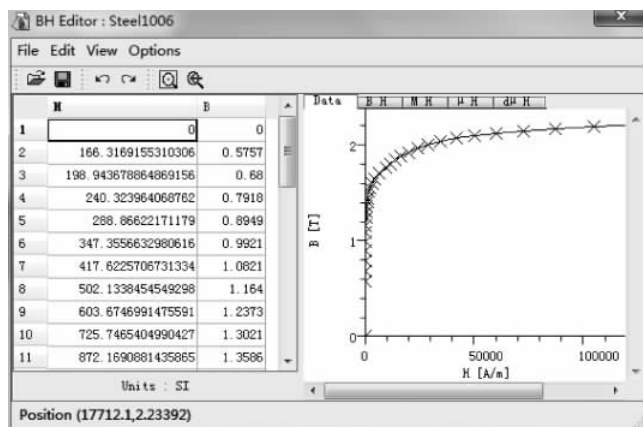 BH Editor : Steel1006
File Edit View Options
H B
1 0 0
2 166.3169155310306 0.5757
3 198.943678864869156 0.68
4 240.323964068762 0.7918
5 288.86622171179 0.8949
6 347.3556632980616 0.9921
7 417.6225706731334 1.0821
8 502.1338454549298 1.164
9 603.6746991475591 1.2373
10 725.7465404990427 1.3021
11 872.1690881435865 1.3586
Units : SI
Data B H M H μ H dμ H
2
B [T]
1
0
0 50000 100000
H [A/m]
Position (17712.1,2.23392)